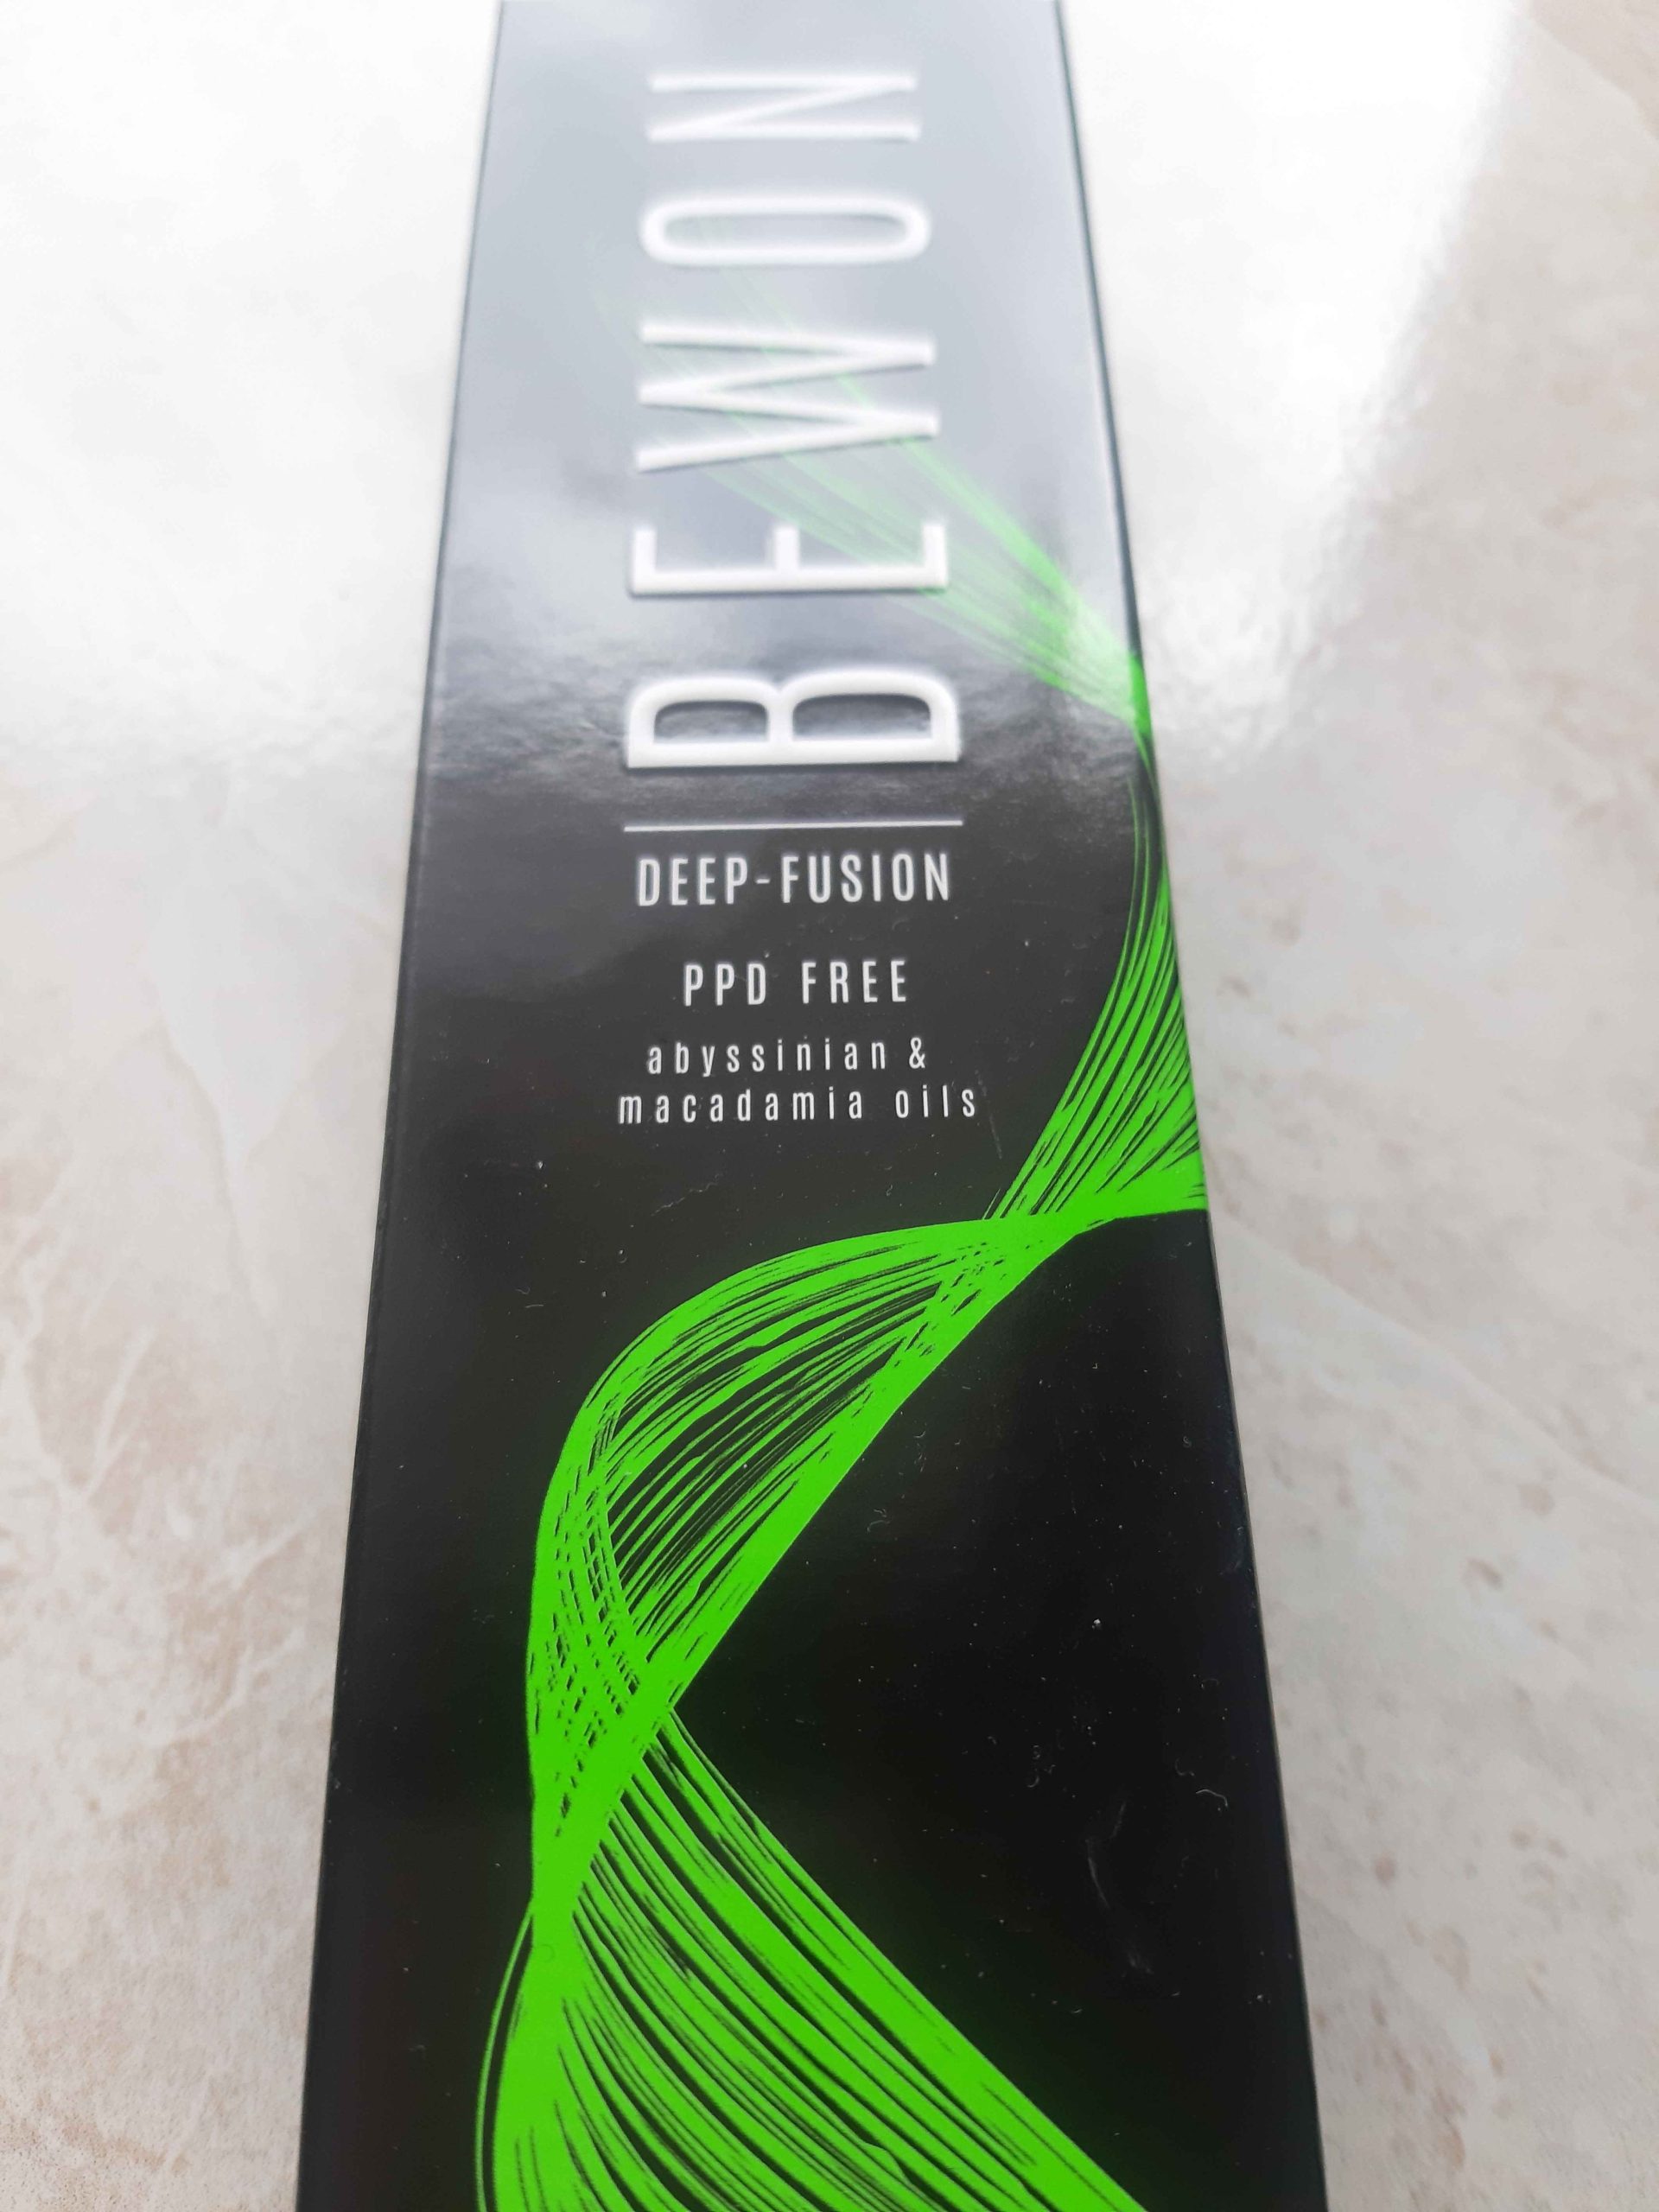 BEWON
DEEP-FUSION
PPD FREE
abyssinian &
macadamia oils